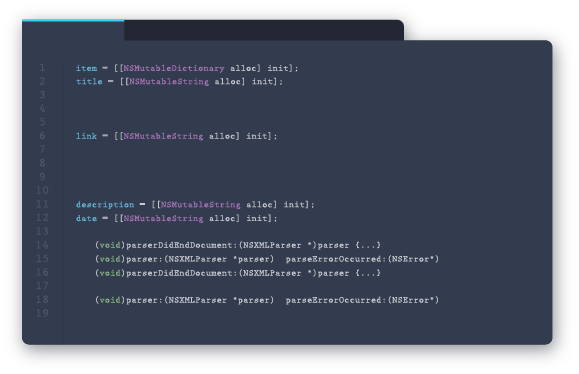 1 item = [[NSMutableDictionary alloc] init];
2 title = [[NSMutableString alloc] init];
3
4
5
6 link = [[NSMutableString alloc] init];
7
8
9
10
11 description = [[NSMutableString alloc] init];
12 date = [[NSMutableString alloc] init];
13
14 (void)parserDidEndDocument:(NSXMLParser *)parser {...}
15 (void)parser:(NSXMLParser *parser) parseErrorOccurred:(NSError*)
16 (void)parserDidEndDocument:(NSXMLParser *)parser {...}
17
18 (void)parser:(NSXMLParser *parser) parseErrorOccurred:(NSError*)
19